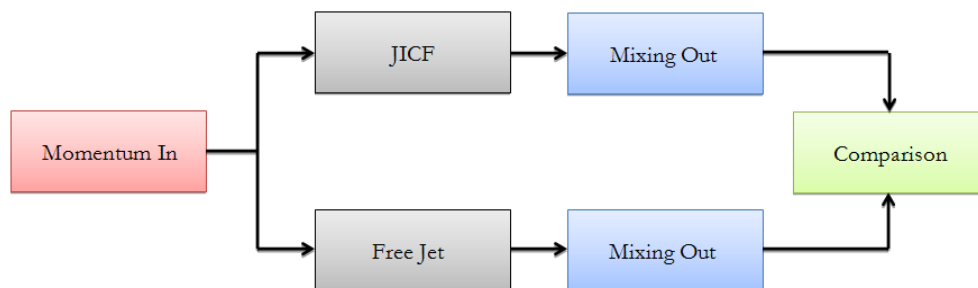 JICF
Mixing Out
Momentum In
Comparison
Free Jet
Mixing Out